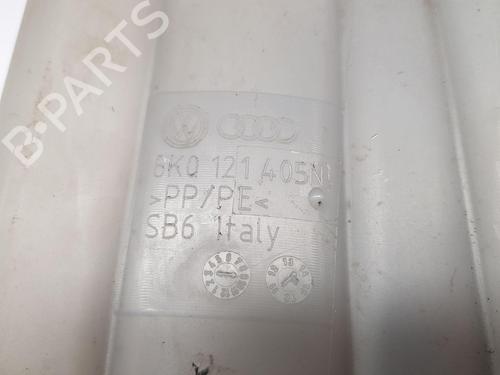 B-PARTS
8K0 121 405N
>PP/PE<
SB6 Italy